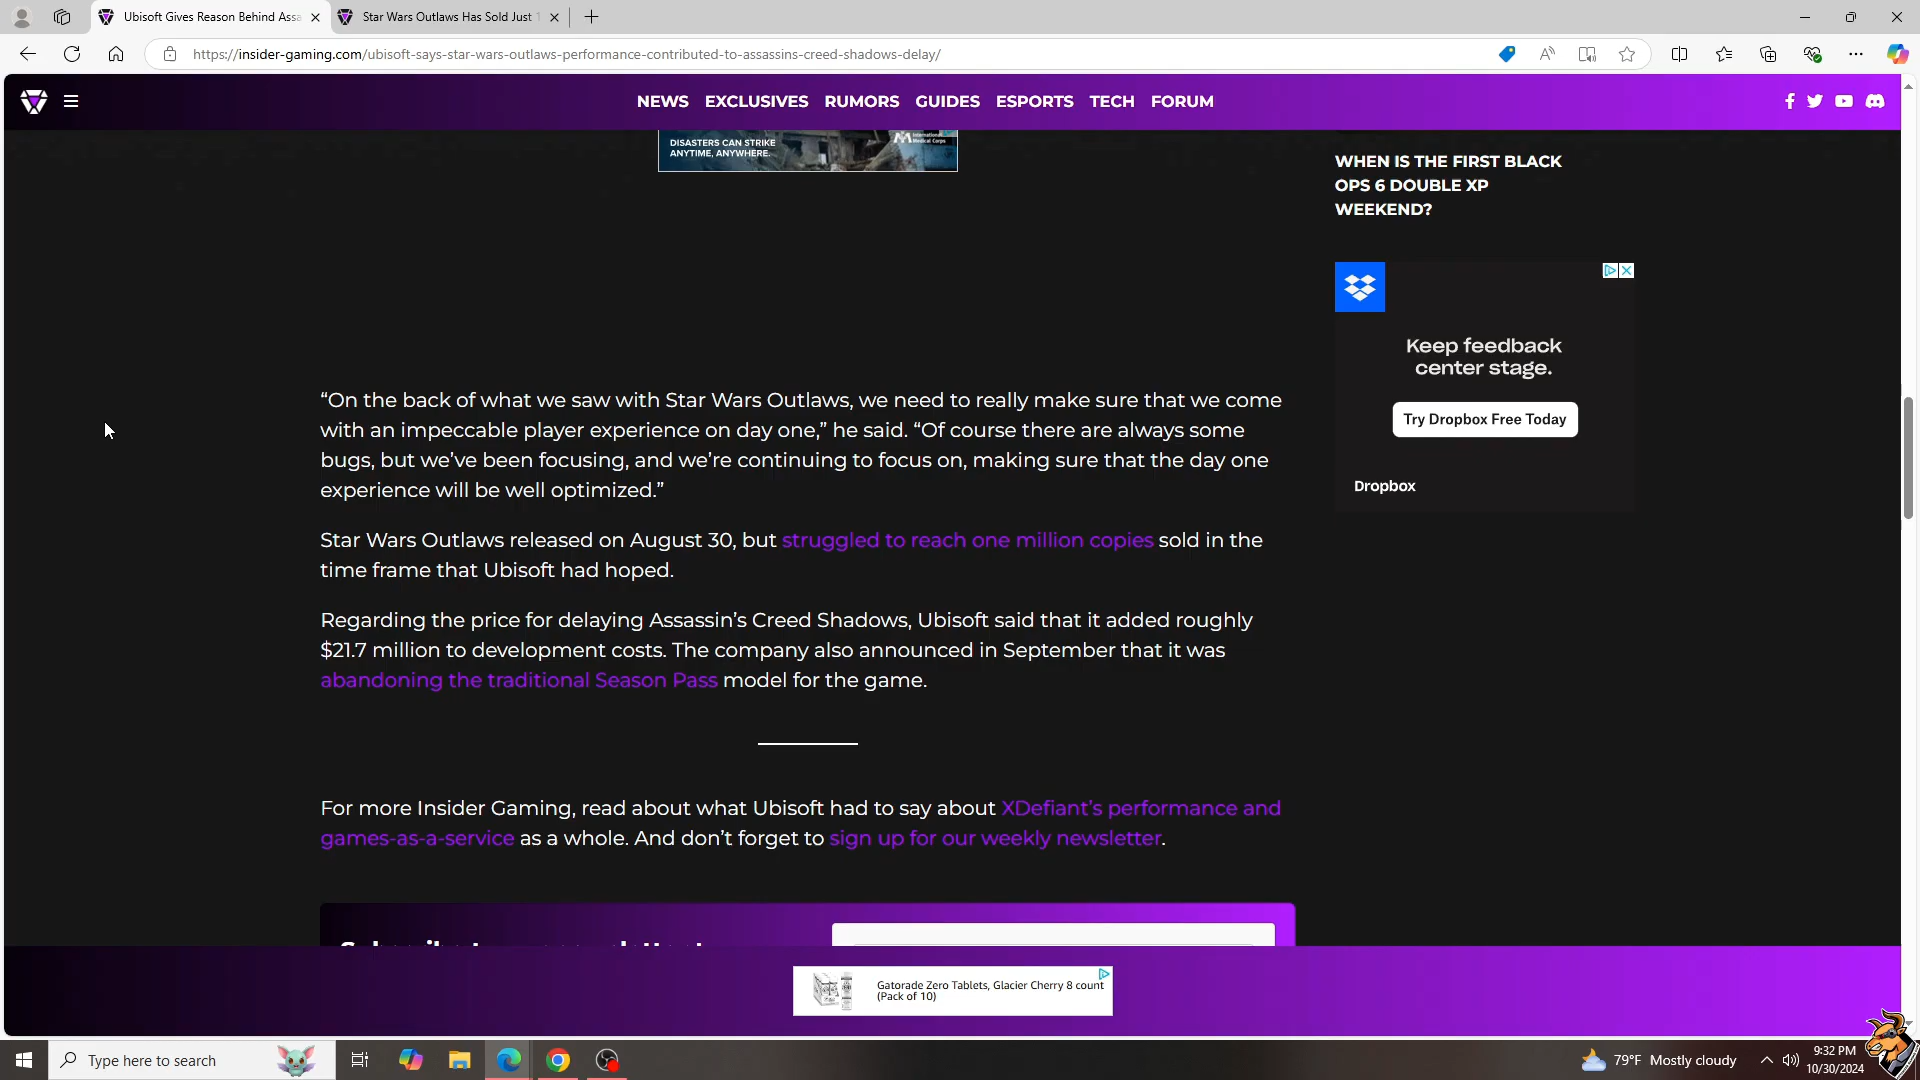 Ubisoft Gives Reason Behind Assa
Star Wars Outlaws Has Sold Just 1
https://insider-gaming.com/ubisoft-says-star-wars-outlaws-performance-contributed-to-assassins-creed-shadows-delay/
NEWS EXCLUSIVES RUMORS GUIDES ESPORTS TECH FORUM
DISASTERS CAN STRIKE
ANYTIME, ANYWHERE.
International
Medical Corps
WHEN IS THE FIRST BLACK
OPS 6 DOUBLE XP
WEEKEND?
Keep feedback
center stage.
Try Dropbox Free Today
Dropbox
“On the back of what we saw with Star Wars Outlaws, we need to really make sure that we come
with an impeccable player experience on day one,” he said. “Of course there are always some
bugs, but we’ve been focusing, and we’re continuing to focus on, making sure that the day one
experience will be well optimized.”
Star Wars Outlaws released on August 30, but struggled to reach one million copies sold in the
time frame that Ubisoft had hoped.
Regarding the price for delaying Assassin’s Creed Shadows, Ubisoft said that it added roughly
$21.7 million to development costs. The company also announced in September that it was
abandoning the traditional Season Pass model for the game.
For more Insider Gaming, read about what Ubisoft had to say about XDefiant’s performance and
games-as-a-service as a whole. And don’t forget to sign up for our weekly newsletter.
Gatorade Zero Tablets, Glacier Cherry 8 count
(Pack of 10)
Type here to search
79°F Mostly cloudy
9:32 PM
10/30/2024